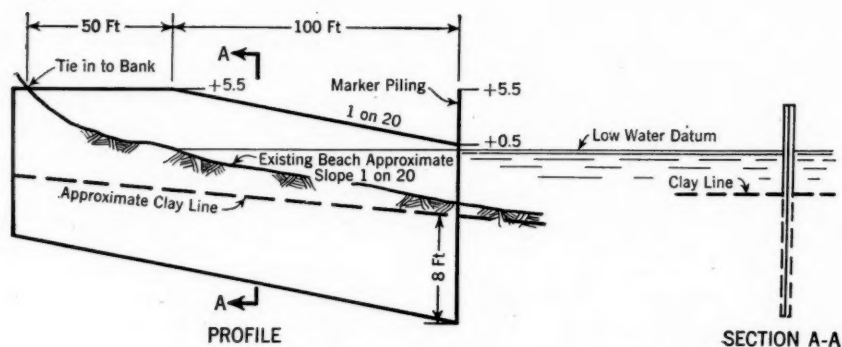 50 Ft
100 Ft
A
Tie in to Bank
+5.5
Marker Piling
+5.5
1 on 20
+0.5
Low Water Datum
Existing Beach Approximate
Slope 1 on 20
Clay Line
Approximate Clay Line
8 Ft
A
PROFILE
SECTION A-A